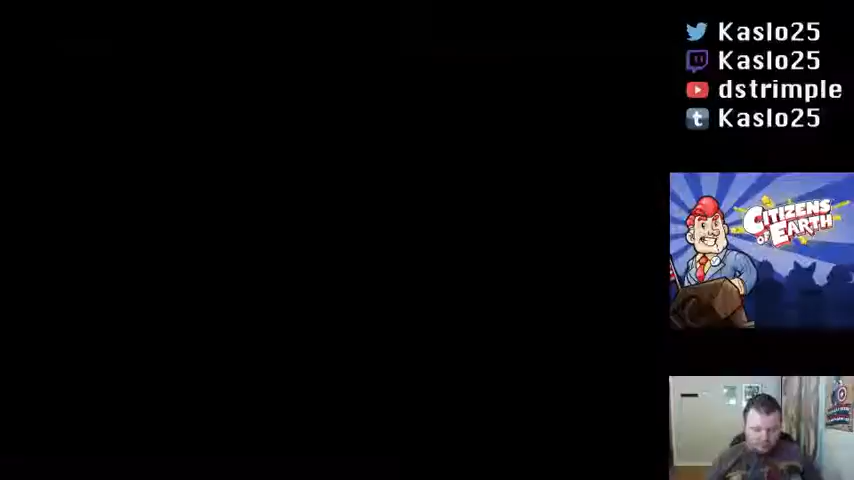 Kaslo25
Kaslo25
dstrimple
t Kaslo25
CITIZENS
OF EARTH